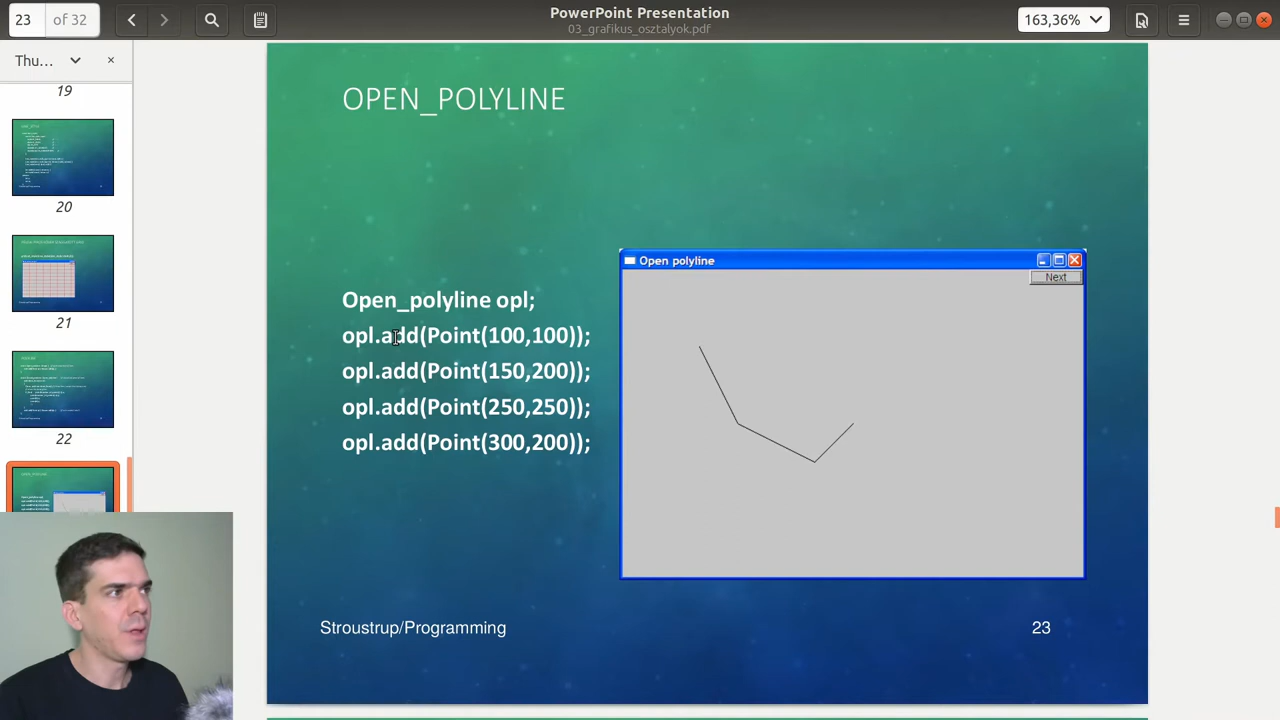 23
of 32
PowerPoint Presentation
03_grafikus_osztalyok.pdf
163,36%
Thu...
19
20
21
22
OPEN_POLYLINE
Open_polyline opl;
opl.add(Point(100,100));
opl.add(Point(150,200));
opl.add(Point(250,250));
opl.add(Point(300,200));
Open polyline
Next
Stroustrup/Programming
23